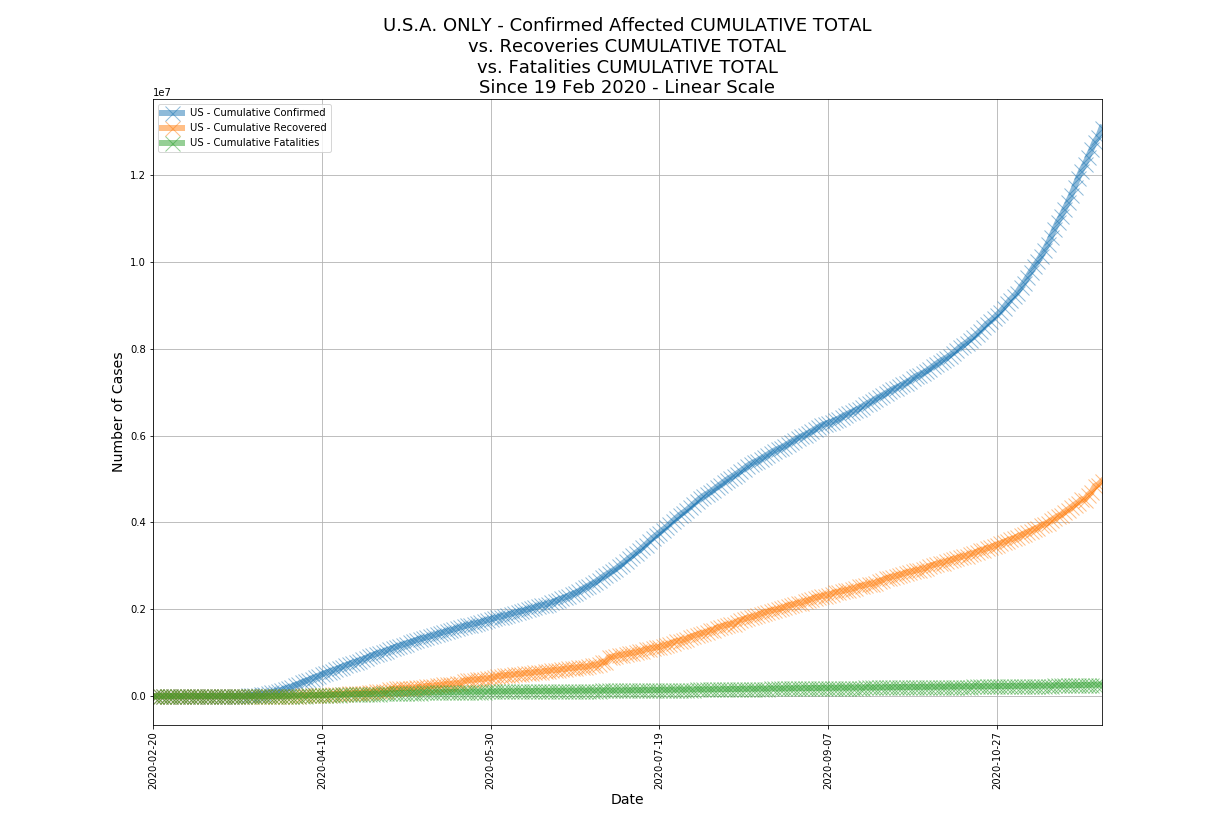 U.S.A. ONLY - Confirmed Affected CUMULATIVE TOTAL
vs. Recoveries CUMULATIVE TOTAL
vs. Fatalities CUMULATIVE TOTAL
Since 19 Feb 2020 - Linear Scale
1e7
US - Cumulative Confirmed
US - Cumulative Recovered
US - Cumulative Fatalities
1.2
1.0
0.8
0.6
0.4
0.2
0.0
Number of Cases
2020-02-20
2020-04-10
2020-05-30
2020-07-19
2020-09-07
2020-10-27
Date